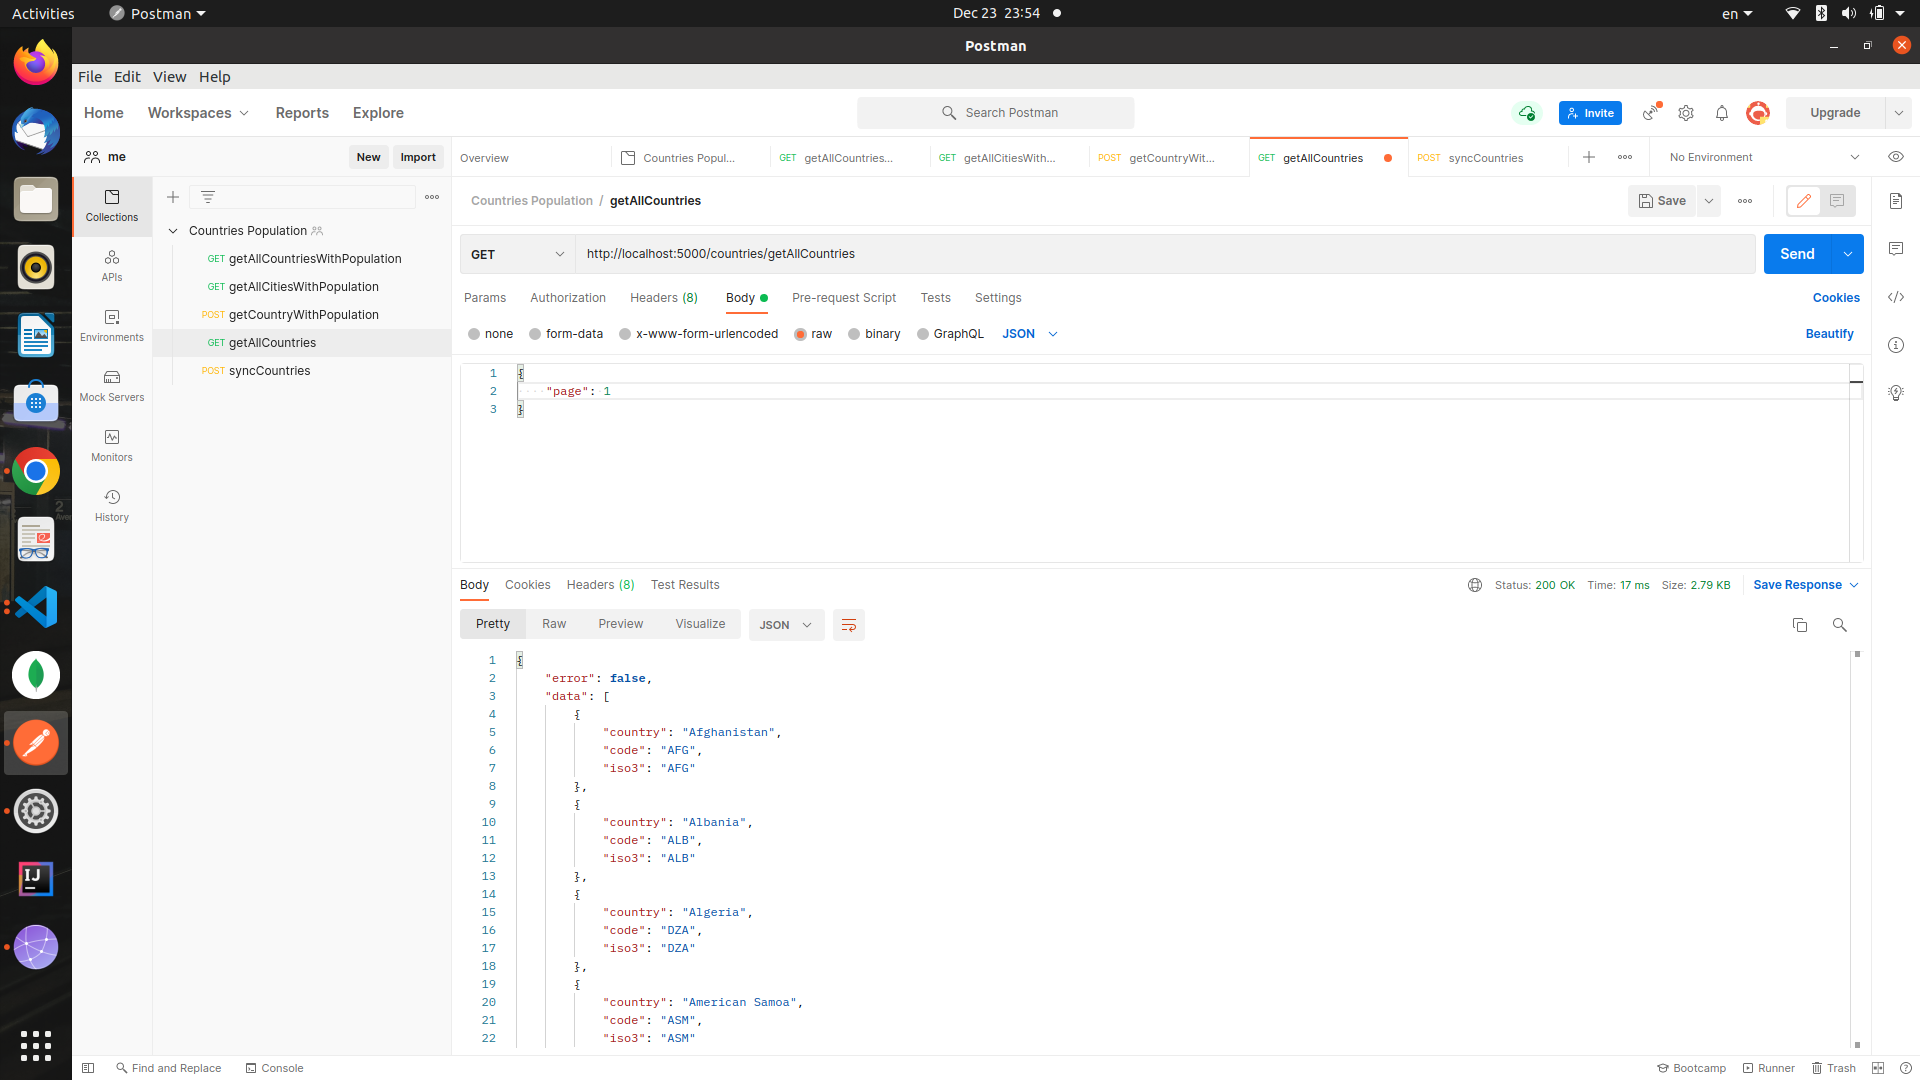 Activities Postman Dec 23 23:54 en
Postman
File Edit View Help
Home Workspaces Reports Explore Search Postman Invite Upgrade
me New Import Overview Countries Popul... GET getAllCountries... GET getAllCitiesWith... POST getCountryWit... GET getAllCountries POST syncCountries No Environment
Collections
APIs
Environments
Mock Servers
Monitors
History
Countries Population
GET getAllCountriesWithPopulation
GET getAllCitiesWithPopulation
POST getCountryWithPopulation
GET getAllCountries
POST syncCountries
Countries Population / getAllCountries Save
GET http://localhost:5000/countries/getAllCountries Send
Params Authorization Headers (8) Body Pre-request Script Tests Settings Cookies
none form-data x-www-form-urlencoded raw binary GraphQL JSON Beautify
1 {
2 "page": 1
3 }
Body Cookies Headers (8) Test Results Status: 200 OK Time: 17 ms Size: 2.79 KB Save Response
Pretty Raw Preview Visualize JSON
1 {
2 "error": false,
3 "data": [
4 {
5 "country": "Afghanistan",
6 "code": "AFG",
7 "iso3": "AFG"
8 },
9 {
10 "country": "Albania",
11 "code": "ALB",
12 "iso3": "ALB"
13 },
14 {
15 "country": "Algeria",
16 "code": "DZA",
17 "iso3": "DZA"
18 },
19 {
20 "country": "American Samoa",
21 "code": "ASM",
22 "iso3": "ASM"
Find and Replace Console Bootcamp Runner Trash